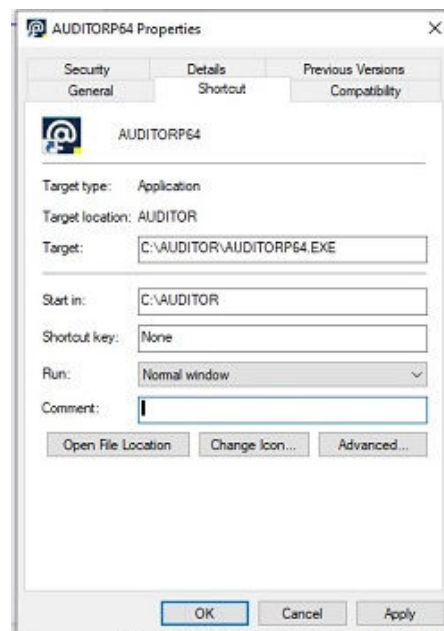 AUDITORP64 Properties
Security Details Previous Versions
General Shortcut Compatibility
AUDITORP64
Target type: Application
Target location: AUDITOR
Target: C:\AUDITOR\AUDITORP64.EXE
Start in: C:\AUDITOR
Shortcut key: None
Run: Normal window
Comment:
Open File Location Change Icon... Advanced...
OK Cancel Apply